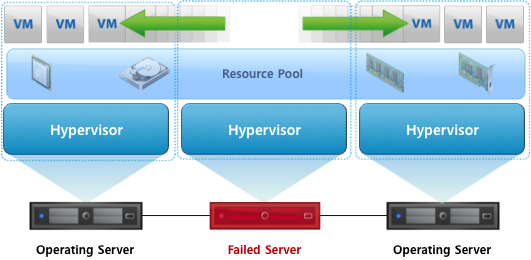 VM VM VM VM VM VM
Resource Pool
Hypervisor Hypervisor Hypervisor
Operating Server Failed Server Operating Server